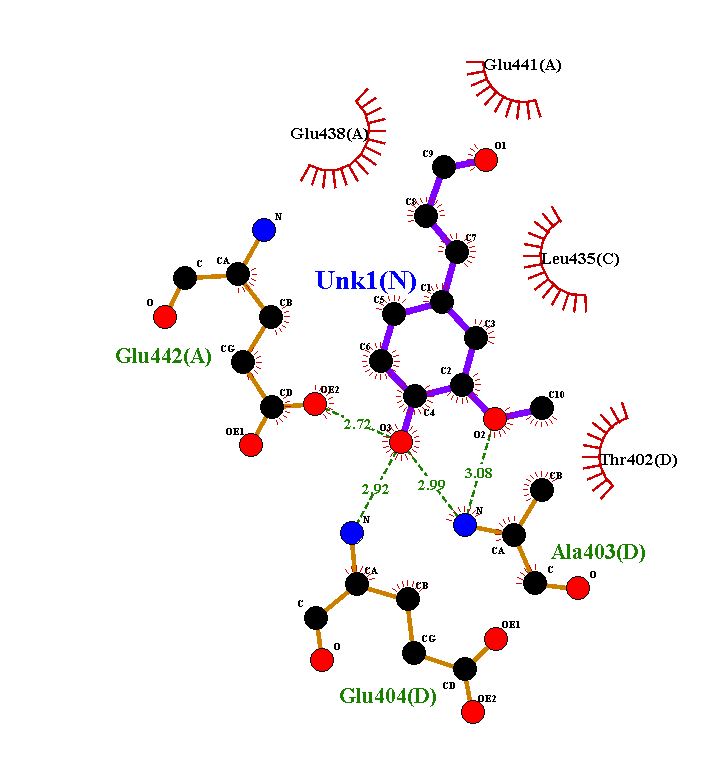 Glu441(A)
Glu438(A)
O1
C9
C8
C7
N
CA
C
O
Unk1(N)
Leu435(C)
C1
C5
C3
CB
Glu442(A)
CG
C6
C2
CD
OE2
C4
C10
OE1
2.72
O3
O2
Thr402(D)
3.08
2.92
2.99
CB
N
N
CA
Ala403(D)
C
O
CA
CB
C
O
OE1
CG
CD
Glu404(D)
OE2